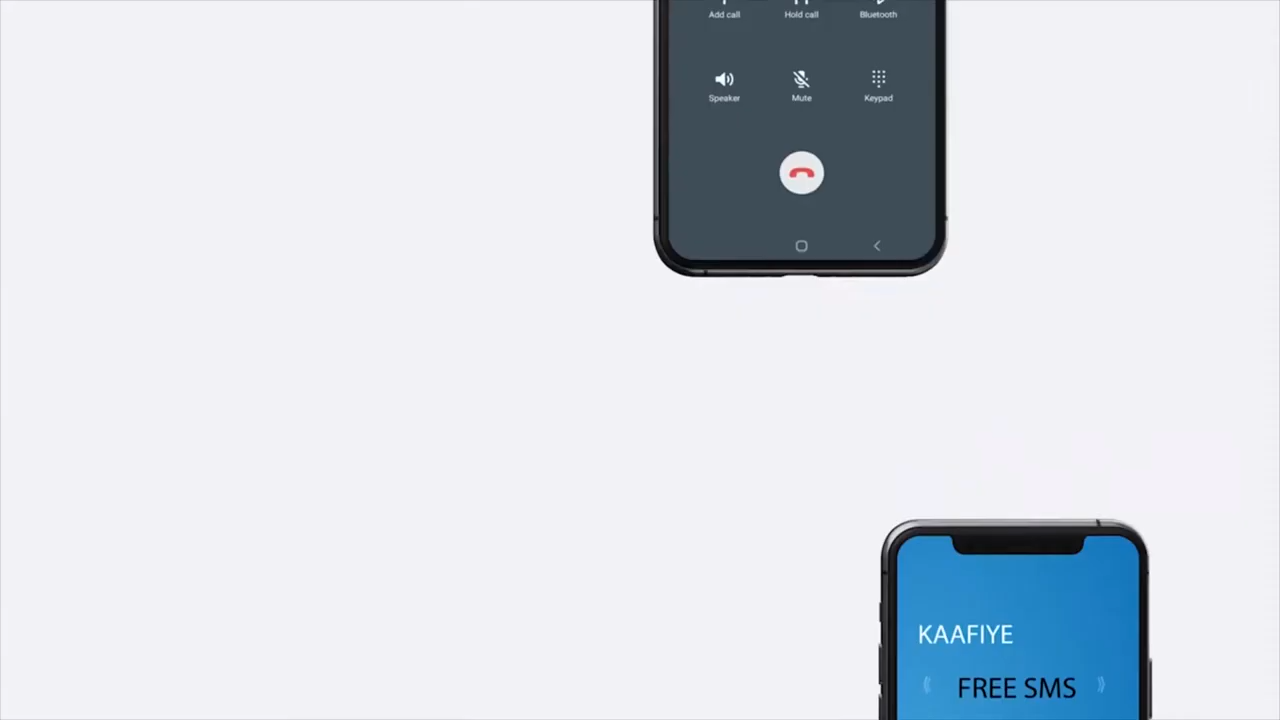 Add call Hold call Bluetooth
Speaker Mute Keypad
KAAFIYE
FREE SMS